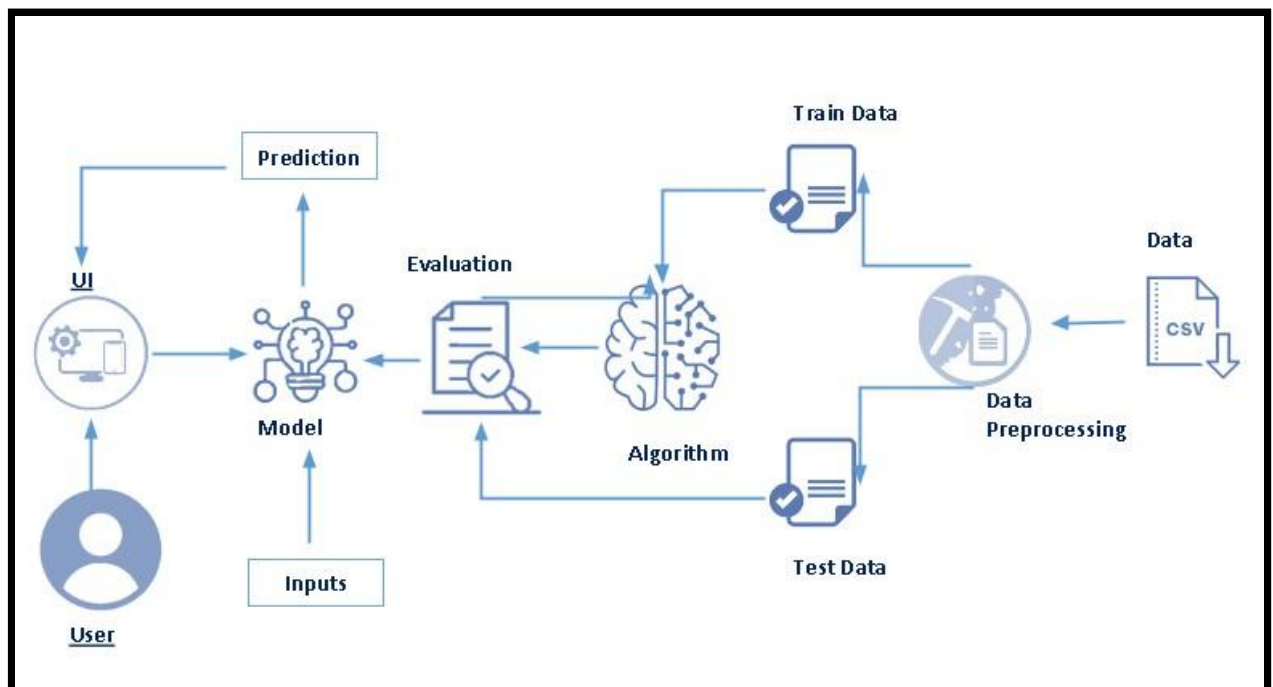 Train Data
Prediction
Data
Evaluation
UI
CSV
Model
Data
Preprocessing
Algorithm
Inputs
Test Data
User